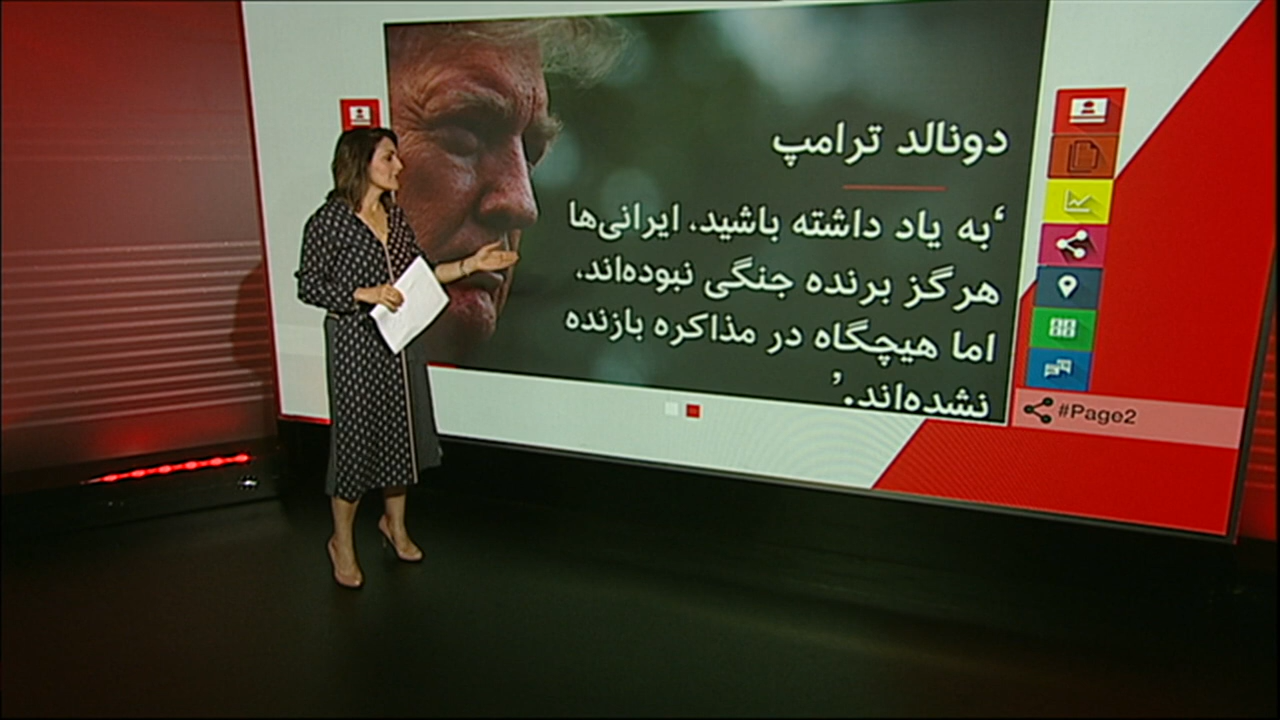 دونالد ترامپ
‘به یاد داشته باشید، ایرانی‌ها
هرگز برنده جنگی نبوده‌اند،
اما هیچگاه در مذاکره بازنده
نشده‌اند.’
#Page2